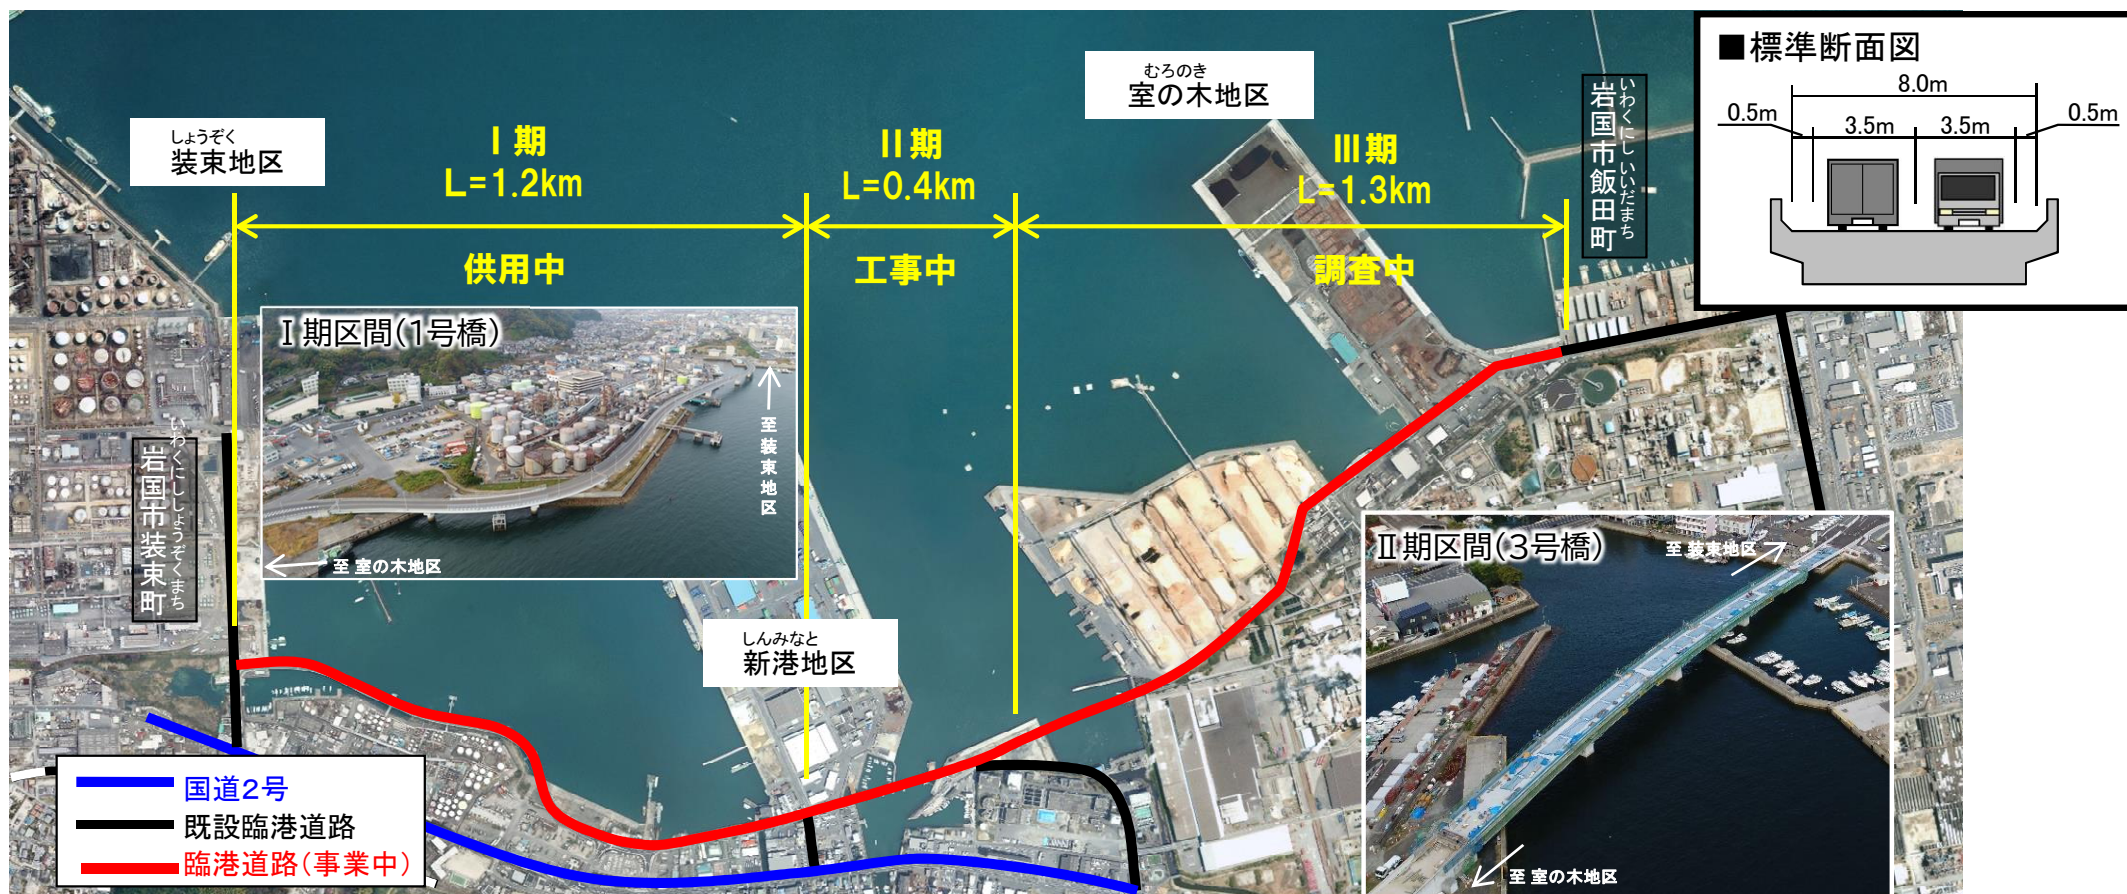 ■標準断面図
8.0m
0.5m
3.5m
3.5m
0.5m
むろのき
室の木地区
いわくにしいいだまち
岩国市飯田町
しょうぞく
装束地区
Ⅰ期
L=1.2km
供用中
Ⅱ期
L=0.4km
工事中
Ⅲ期
L=1.3km
調査中
Ⅰ期区間(1号橋)
至装束地区
至 室の木地区
いわくにししょうぞくまち
岩国市装束町
しんみなと
新港地区
Ⅱ期区間(3号橋)
至 装束地区
至 室の木地区
国道2号
既設臨港道路
臨港道路(事業中)